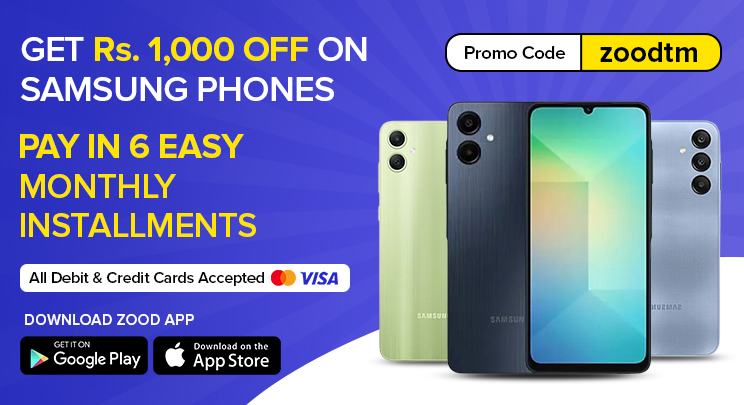 GET Rs. 1,000 OFF ON
SAMSUNG PHONES
Promo Code zoodtm
PAY IN 6 EASY
MONTHLY
INSTALLMENTS
All Debit & Credit Cards Accepted VISA
DOWNLOAD ZOOD APP
GET IT ON
Google Play
Download on the
App Store
SAMSUNG
SAMSUN